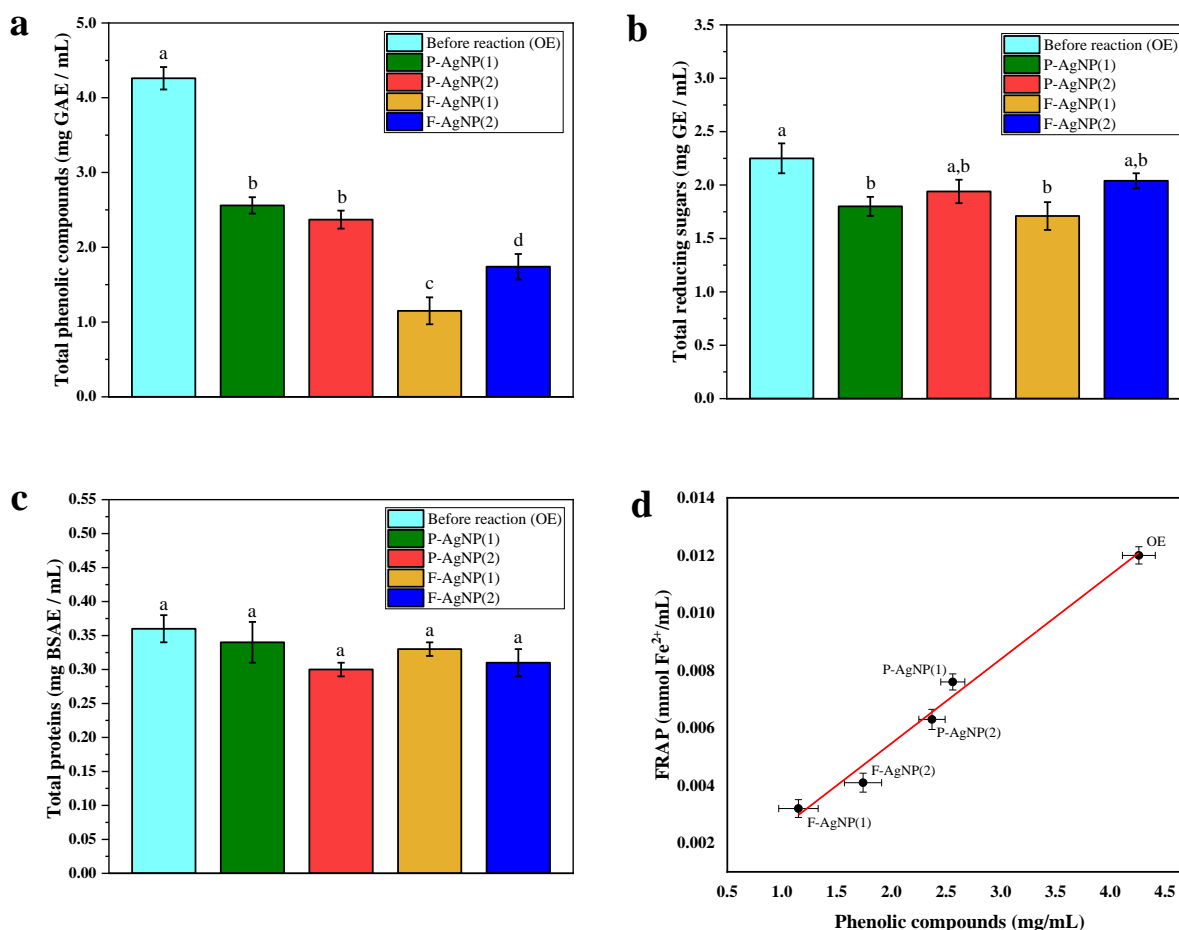 a
Total phenolic compounds (mg GAE / mL)
5.0
4.0
3.0
2.0
1.0
0.0
a
b
b
c
d
Before reaction (OE)
P-AgNP(1)
P-AgNP(2)
F-AgNP(1)
F-AgNP(2)
b
Total reducing sugars (mg GE / mL)
3.5
3.0
2.5
2.0
1.5
1.0
0.5
0.0
a
b
a,b
b
a,b
Before reaction (OE)
P-AgNP(1)
P-AgNP(2)
F-AgNP(1)
F-AgNP(2)
c
Total proteins (mg BSAE / mL)
0.55
0.50
0.45
0.40
0.35
0.30
0.25
0.20
0.15
0.10
0.05
0.00
a
a
a
a
a
Before reaction (OE)
P-AgNP(1)
P-AgNP(2)
F-AgNP(1)
F-AgNP(2)
d
FRAP (mmol Fe²⁺/mL)
0.014
0.012
0.010
0.008
0.006
0.004
0.002
OE
P-AgNP(1)
P-AgNP(2)
F-AgNP(2)
F-AgNP(1)
0.5 1.0 1.5 2.0 2.5 3.0 3.5 4.0 4.5
Phenolic compounds (mg/mL)